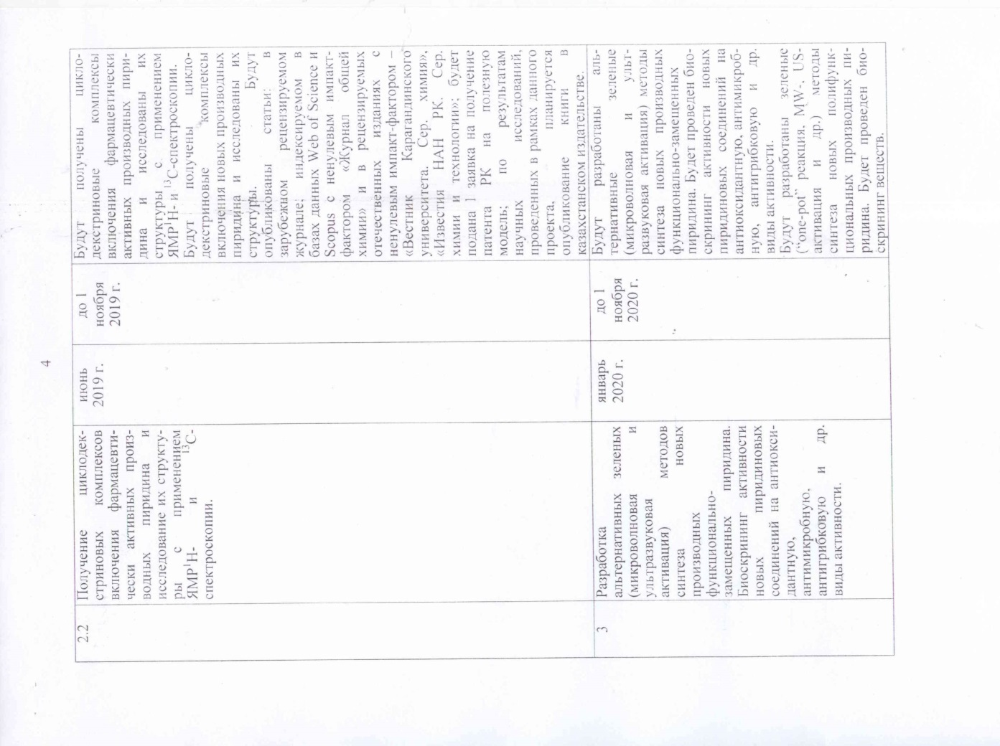 4
2.2
Получение циклодек-
стриновых комплексов
включения фармацевти-
чески активных произ-
водных пиридина и
исследование их структу-
ры с применением
ЯМР¹Н- и ¹³С-
спектроскопии.
июнь
2019 г.
до 1
ноября
2019 г.
Будут получены цикло-
декстриновые комплексы
включения фармацевтически
активных производных пири-
дина и исследованы их
структуры с применением
ЯМР¹Н- и ¹³С-спектроскопии.
Будут получены цикло-
декстриновые комплексы
включения новых производных
пиридина и исследованы их
структуры. Будут
опубликованы статьи: в
зарубежном рецензируемом
журнале, индексируемом в
базах данных Web of Science и
Scopus с ненулевым импакт-
фактором «Журнал общей
химии» и в рецензируемых
отечественных изданиях с
ненулевым импакт-фактором –
«Вестник Карагандинского
университета. Сер. химия»,
«Известия НАН РК. Сер.
химии и технологии»; будет
подана 1 заявка на получение
патента РК на полезную
модель; по результатам
научных исследований,
проведенных в рамках данного
проекта, планируется
опубликование книги в
казахстанском издательстве.
3
Разработка
альтернативных зеленых
(микроволновая и
ультразвуковая
активация) методов
синтеза новых
производных
функционально-
замещенных пиридина.
Биоскрининг активности
новых пиридиновых
соединений на антиокси-
дантную,
антимикробную,
антигрибковую и др.
виды активности.
январь
2020 г.
до 1
ноября
2020 г.
Будут разработаны аль-
тернативные зеленые
(микроволновая и ульт-
развуковая активация) методы
синтеза новых производных
функционально-замещенных
пиридина. Будет проведен био-
скрининг активности новых
пиридиновых соединений на
антиоксидантную, антимикроб-
ную, антигрибковую и др.
виды активности.
Будут разработаны зеленые
(“one-pot” реакция, MW-, US-
активация и др.) методы
синтеза новых полифунк-
циональных производных пи-
ридина. Будет проведен био-
скрининг веществ.